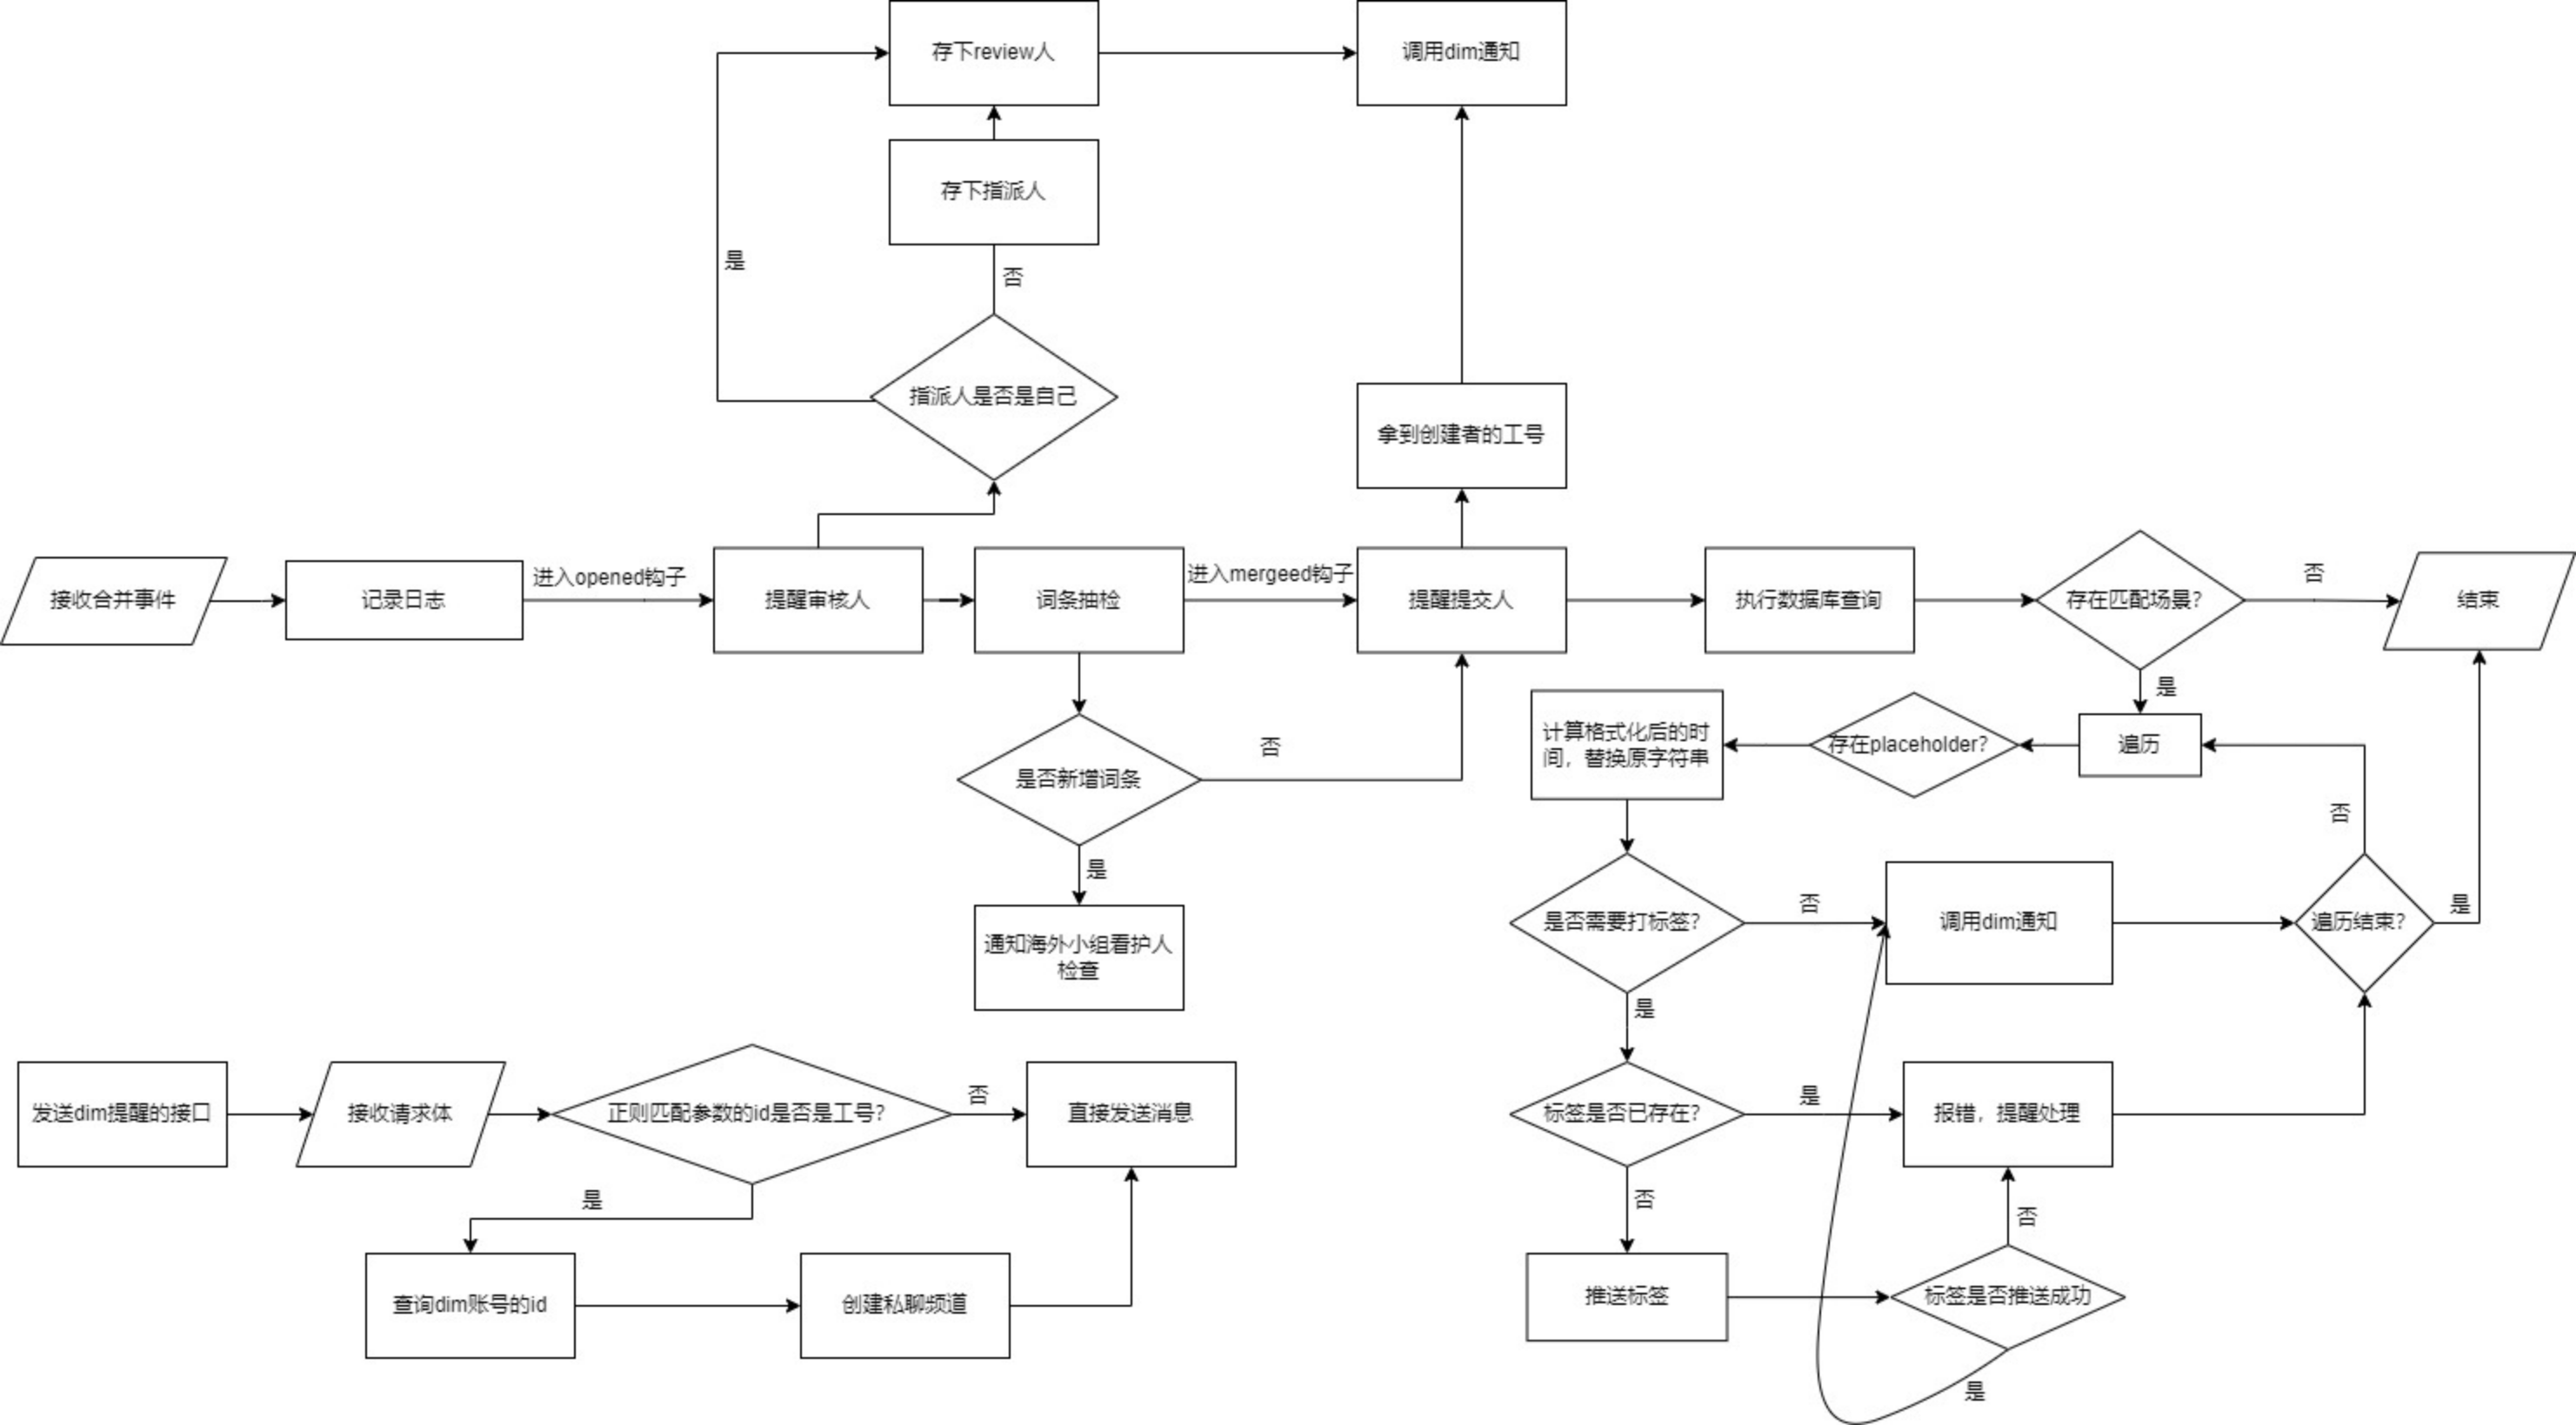 存下review人
调用dim通知
存下指派人
是
否
指派人是否是自己
拿到创建者的工号
接收合并事件
记录日志
进入opened钩子
提醒审核人
词条抽检
进入mergeed钩子
提醒提交人
执行数据库查询
存在匹配场景?
否
结束
是
计算格式化后的时
间，替换原字符串
存在placeholder?
遍历
否
是否新增词条
否
是
通知海外小组看护人
检查
是否需要打标签?
否
调用dim通知
遍历结束?
是
是
发送dim提醒的接口
接收请求体
正则匹配参数的id是否是工号?
否
直接发送消息
标签是否已存在?
是
报错，提醒处理
是
否
否
查询dim账号的id
创建私聊频道
推送标签
标签是否推送成功
是